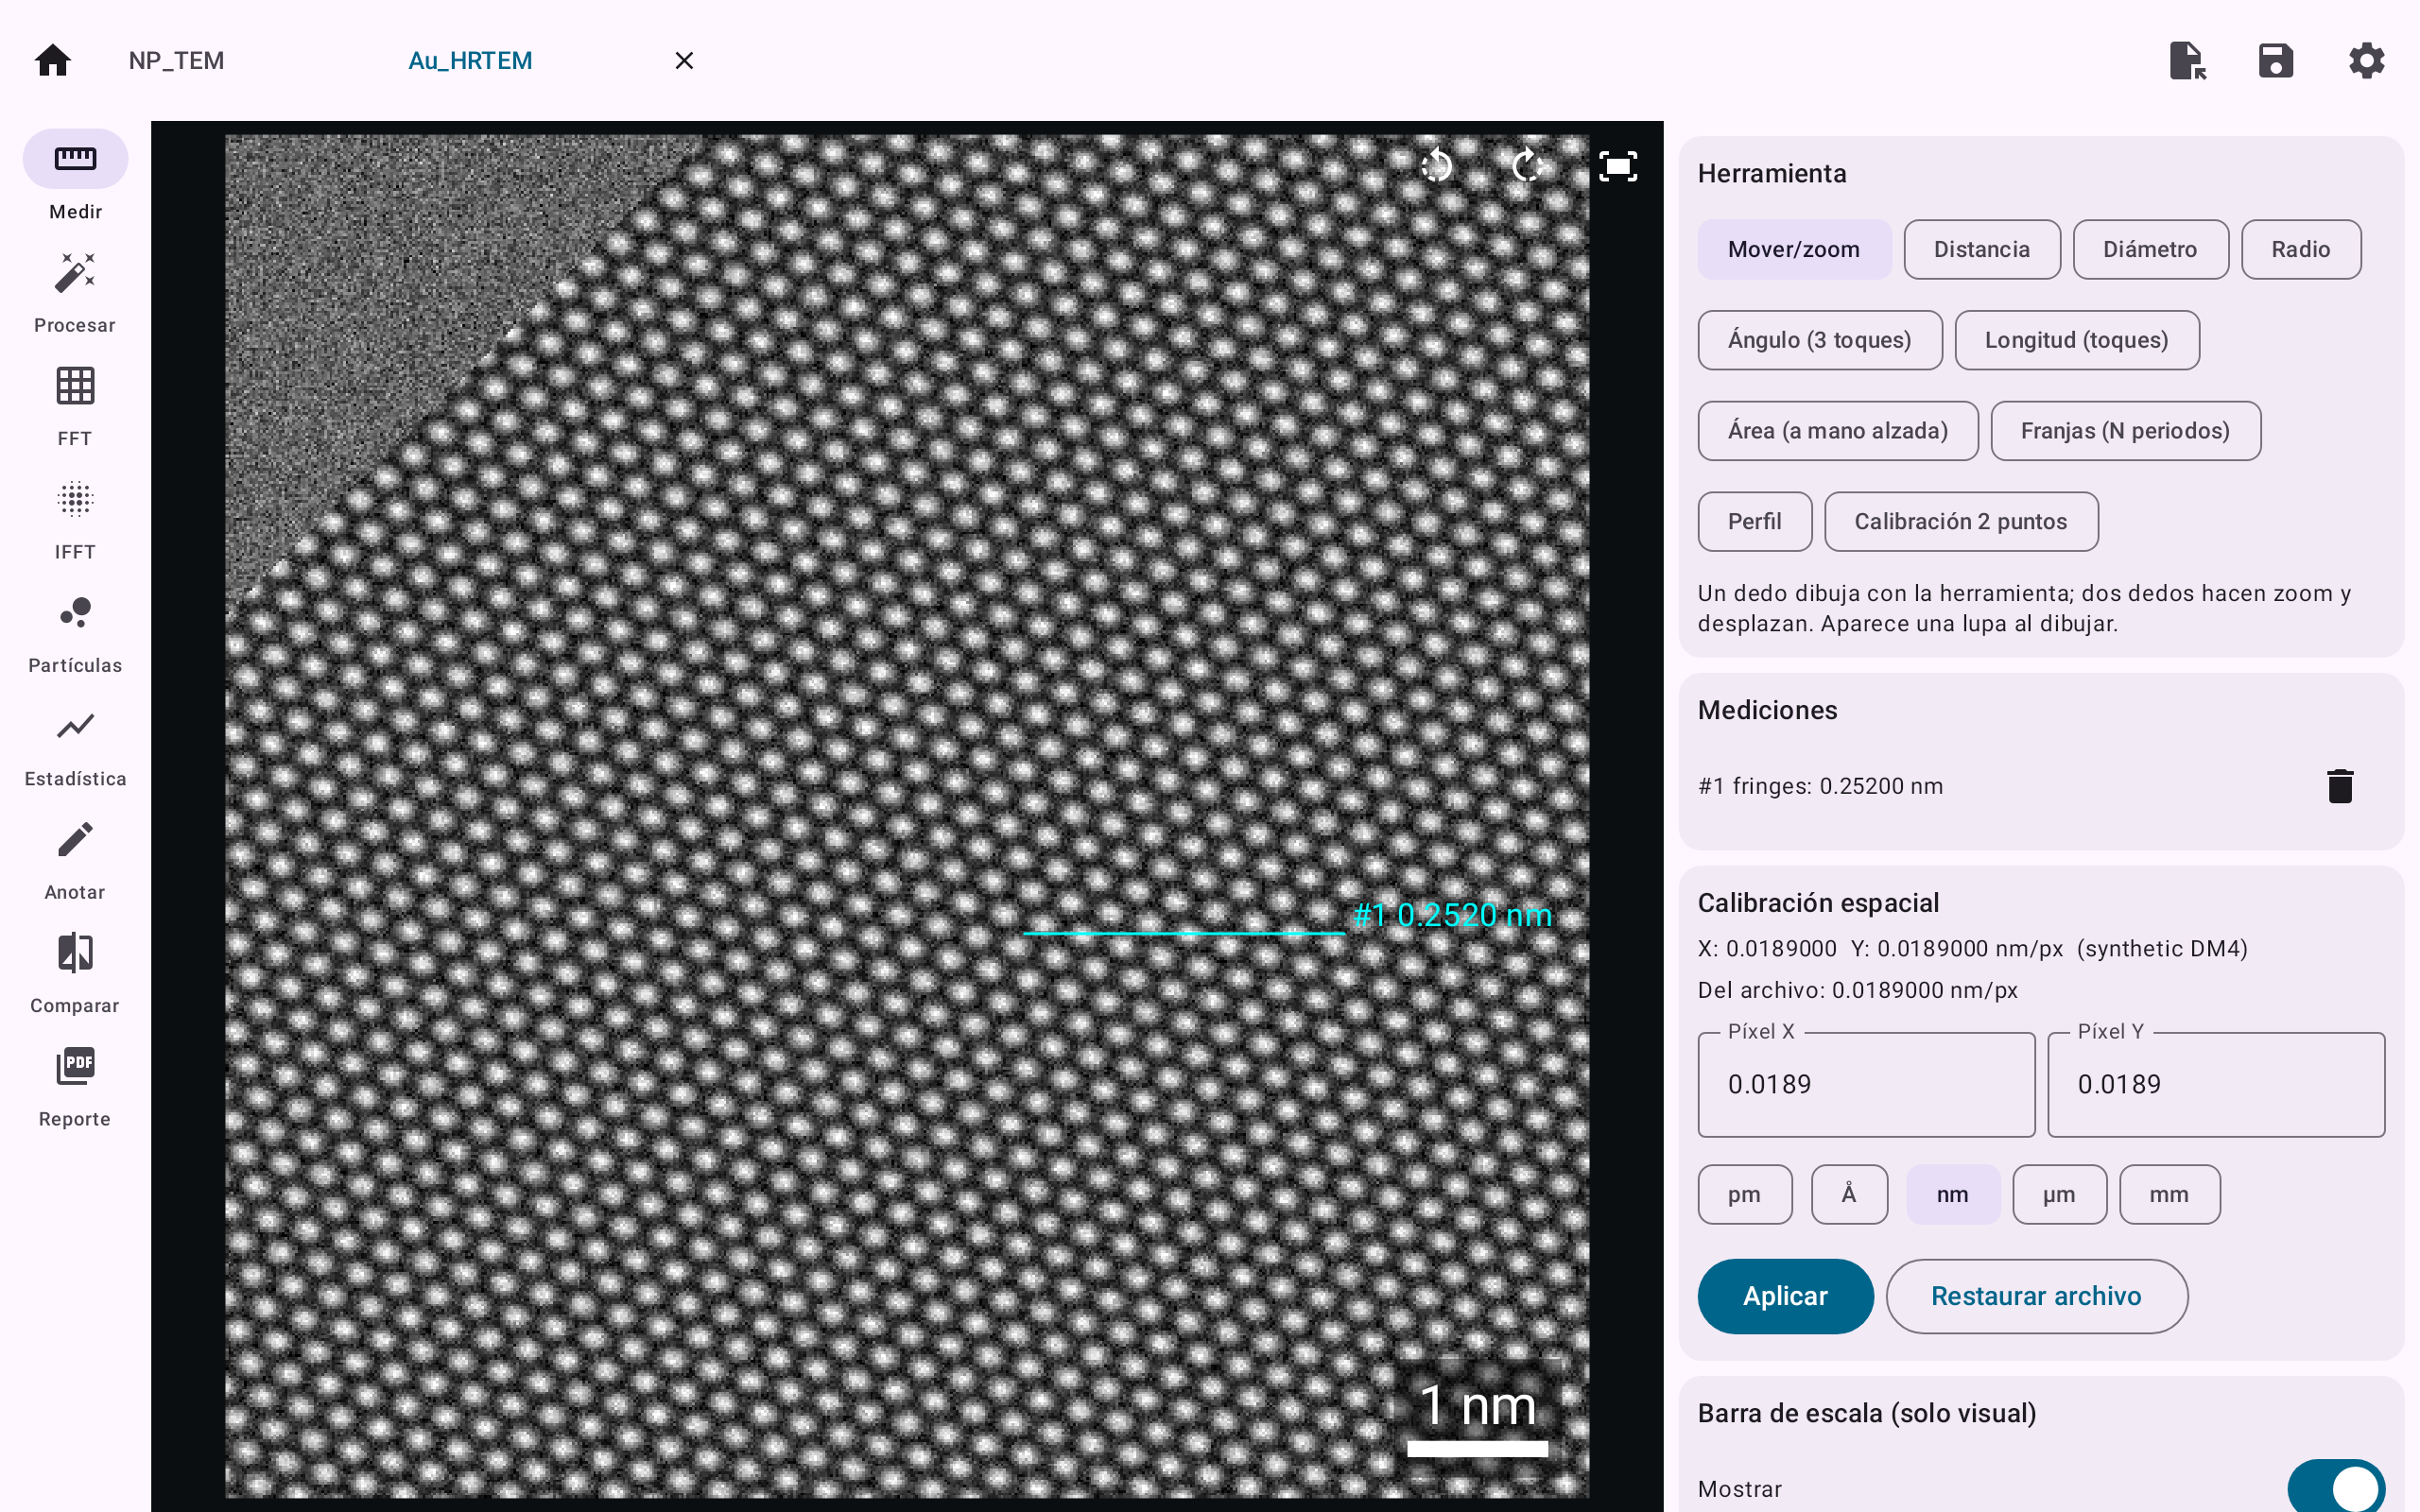 NP_TEM
Au_HRTEM
Medir
Procesar
FFT
IFFT
Partículas
Estadística
Anotar
Comparar
PDF
Reporte
#1 0.2520 nm
1 nm
Herramienta
Mover/zoom
Distancia
Diámetro
Radio
Ángulo (3 toques)
Longitud (toques)
Área (a mano alzada)
Franjas (N periodos)
Perfil
Calibración 2 puntos
Un dedo dibuja con la herramienta; dos dedos hacen zoom y
desplazan. Aparece una lupa al dibujar.
Mediciones
#1 fringes: 0.25200 nm
Calibración espacial
X: 0.0189000 Y: 0.0189000 nm/px (synthetic DM4)
Del archivo: 0.0189000 nm/px
Píxel X
0.0189
Píxel Y
0.0189
pm
Å
nm
µm
mm
Aplicar
Restaurar archivo
Barra de escala (solo visual)
Mostrar